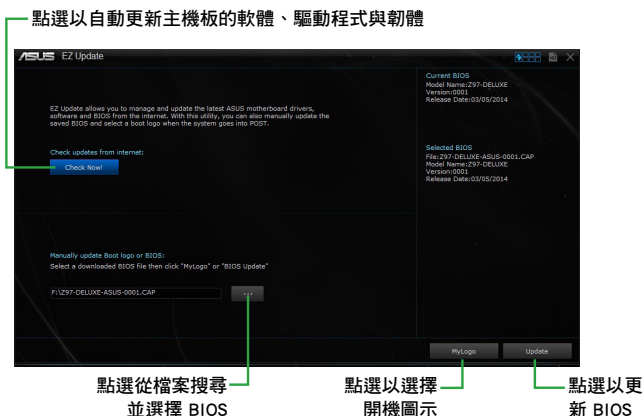 點選以自動更新主機板的軟體、驅動程式與韌體
ASUS EZ Update
EZ Update allows you to manage and update the latest ASUS motherboard drivers,
software and BIOS from the internet. With this utility, you can also manually update the
saved BIOS and select a boot logo when the system goes into POST.
Check updates from internet:
Check Now!
Current BIOS
Model Name:Z97-DELUXE
Version:0001
Release Date:03/05/2014
Selected BIOS
File:Z97-DELUXE-ASUS-0001.CAP
Model Name:Z97-DELUXE
Version:0001
Release Date:03/05/2014
Manually update Boot logo or BIOS:
Select a downloaded BIOS file then click "MyLogo" or "BIOS Update"
F:\Z97-DELUXE-ASUS-0001.CAP
...
MyLogo
Update
點選從檔案搜尋
並選擇 BIOS
點選以選擇
開機圖示
點選以更
新 BIOS